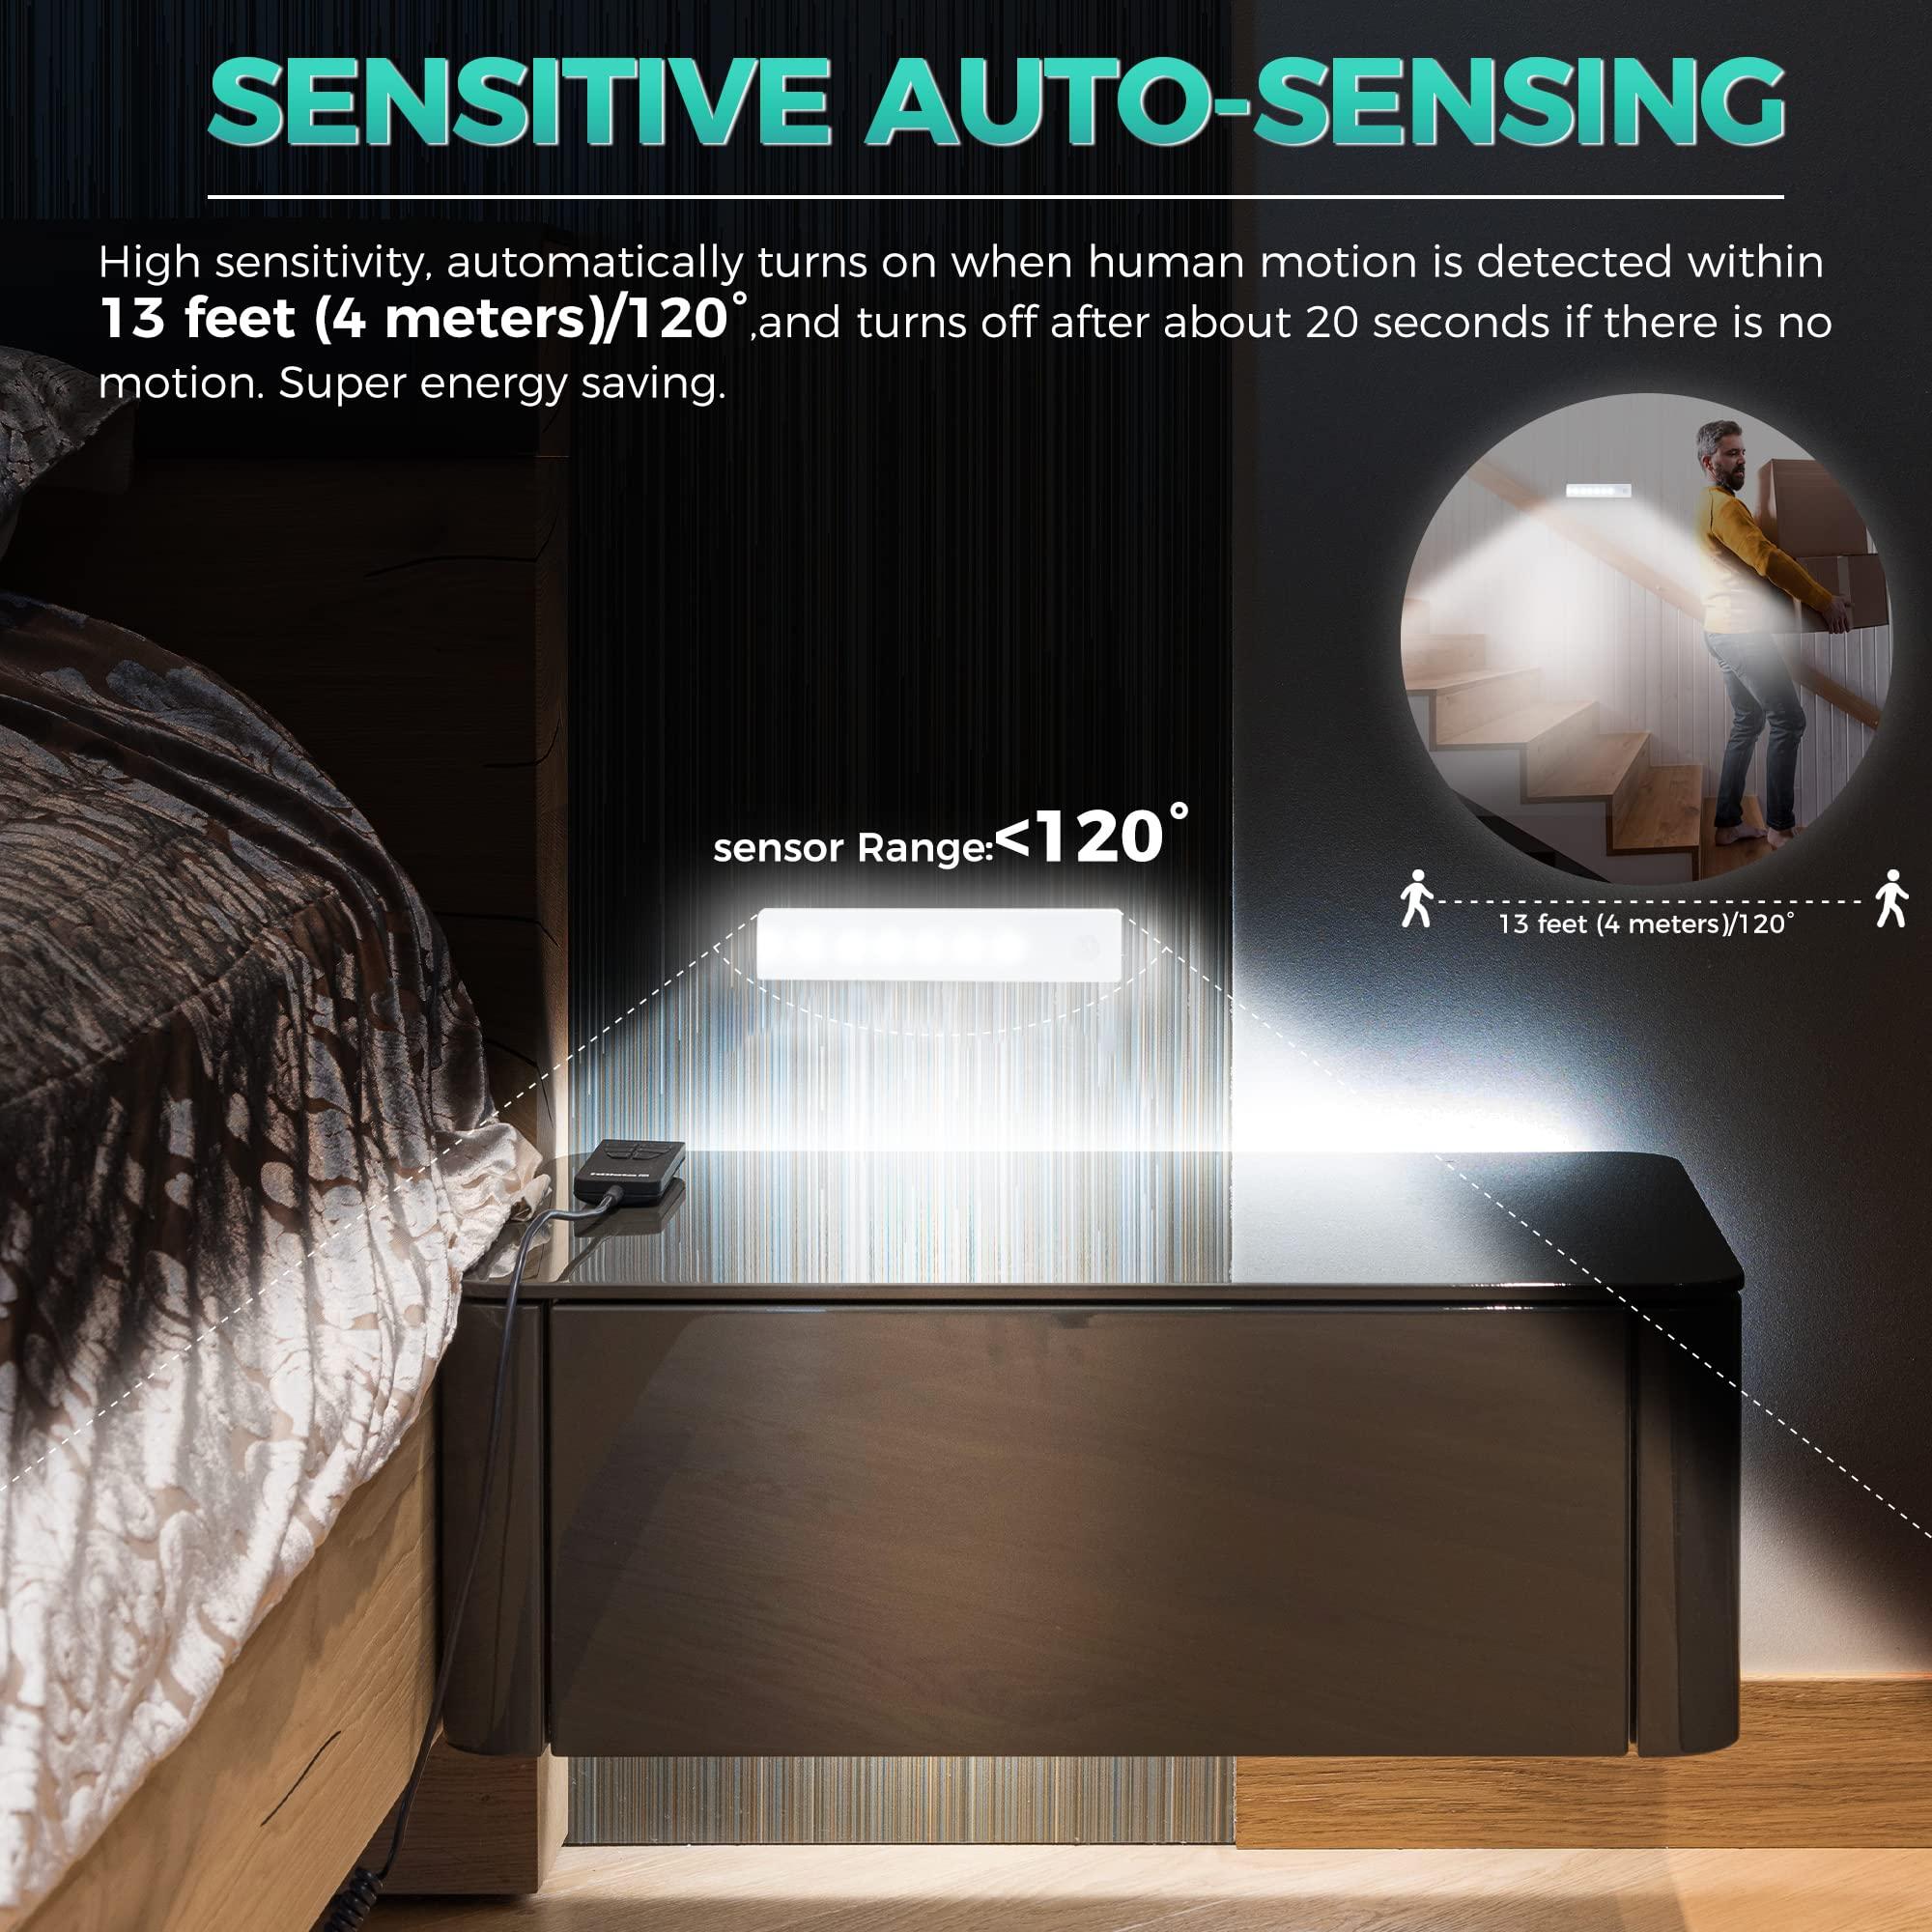 SENSITIVE AUTO-SENSING
High sensitivity, automatically turns on when human motion is detected within
13 feet (4 meters)/120°,and turns off after about 20 seconds if there is no
motion. Super energy saving.
sensor Range:<120°
13 feet (4 meters)/120°